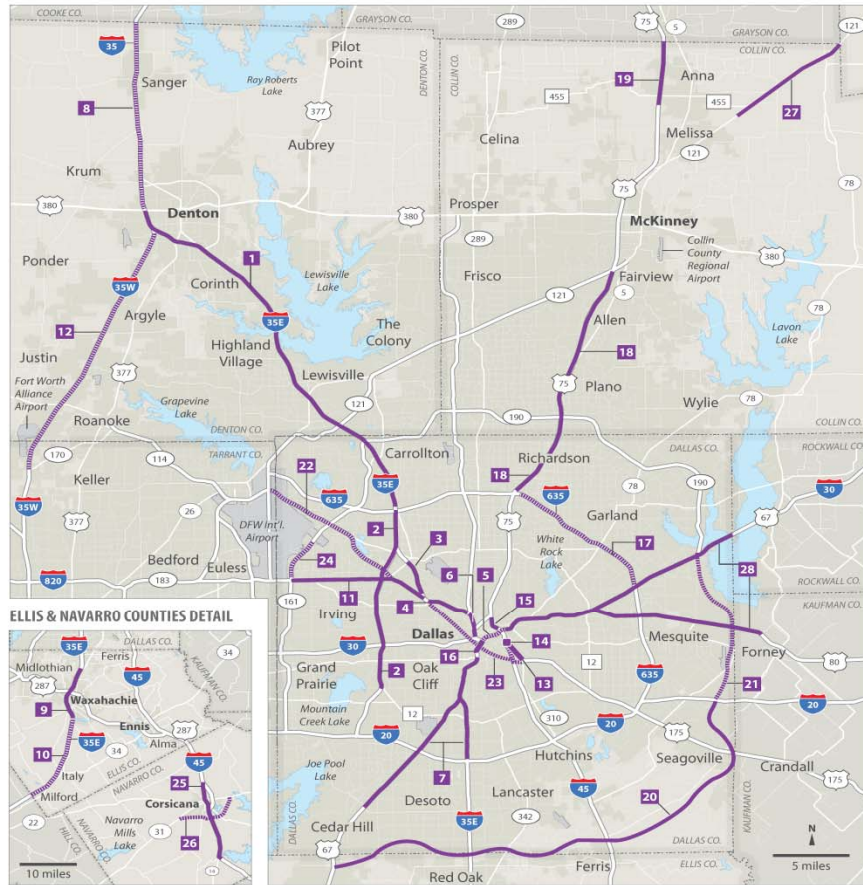 COOKE CO.
GRAYSON CO.
35
289
75
5
121
Pilot
Point
DENTON CO.
COLLIN CO.
GRAYSON CO.
COLLIN CO.
Sanger
Ray Roberts
Lake
19
Anna
8
377
455
455
27
Celina
Melissa
Aubrey
121
Krum
75
78
380
Denton
380
Prosper
McKinney
289
Collin
County
Regional
Airport
380
Ponder
1
Lewisville
Lake
Frisco
Fairview
Corinth
121
5
35W
35E
78
Argyle
The
Colony
Allen
Lavon
Lake
12
Highland
Village
18
Justin
377
Lewisville
75
Plano
Fort Worth
Alliance
Airport
Grapevine
Lake
121
Wylie
78
Roanoke
DENTON CO.
TARRANT CO.
190
COLLIN CO.
ROCKWALL CO.
170
114
Carrollton
Richardson
DALLAS CO.
Keller
22
35E
18
190
30
35W
26
635
635
78
67
377
DFW Int'l.
Airport
2
75
Garland
3
White
Rock
Lake
17
Bedford
24
28
Euless
6
5
15
ROCKWALL CO.
KAUFMAN CO.
820
183
11
161
Irving
4
ELLIS & NAVARRO COUNTIES DETAIL
Dallas
14
Mesquite
Forney
30
16
35E
DALLAS CO.
Ferris
34
KAUFMAN CO.
Grand
Prairie
2
Oak
Cliff
23
13
12
80
Midlothian
45
635
21
287
Mountain
Creek Lake
12
310
20
20
Waxahachie
9
20
175
Ennis
287
Hutchins
Seagoville
10
35E
34
Alma
Joe Pool
Lake
7
Crandall
ELLIS CO.
NAVARRO CO.
45
Lancaster
45
175
Italy
25
Desoto
20
Milford
Corsicana
DALLAS CO.
342
KAUFMAN CO.
22
Navarro
Mills
Lake
31
Cedar Hill
35E
N
HILL CO.
NAVARRO CO.
26
67
DALLAS CO.
ELLIS CO.
10 miles
14
Red Oak
Ferris
5 miles